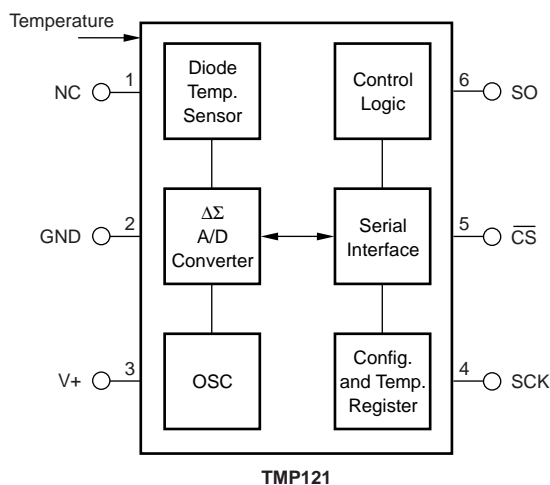 Temperature
NC
1
Diode
Temp.
Sensor
Control
Logic
6
SO
GND
2
ΔΣ
A/D
Converter
Serial
Interface
5
C̅S̅
V+
3
OSC
Config.
and Temp.
Register
4
SCK
TMP121